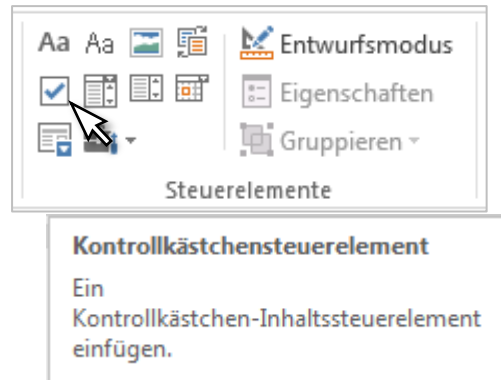 Aa Aa Entwurfsmodus
Eigenschaften
Gruppieren
Steuerelemente
Kontrollkästchensteuerelement
Ein
Kontrollkästchen-Inhaltssteuerelement
einfügen.